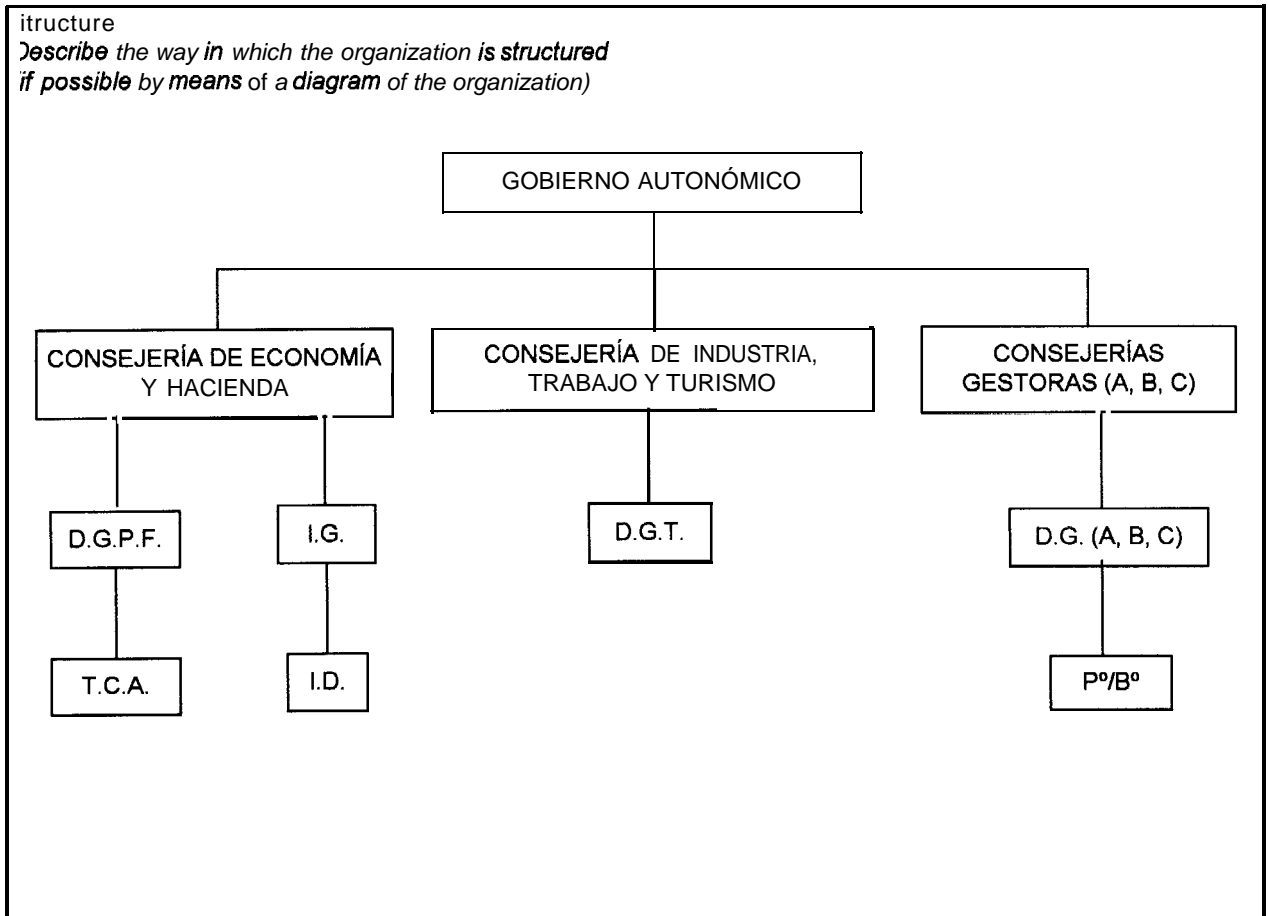 itructure
Describe the way in which the organization is structured
if possible by means of a diagram of the organization)
GOBIERNO AUTONÓMICO
CONSEJERÍA DE ECONOMÍA
Y HACIENDA
CONSEJERÍA DE INDUSTRIA,
TRABAJO Y TURISMO
CONSEJERÍAS
GESTORAS (A, B, C)
D.G.P.F.
I.G.
D.G.T.
D.G. (A, B, C)
T.C.A.
I.D.
Pº/Bº